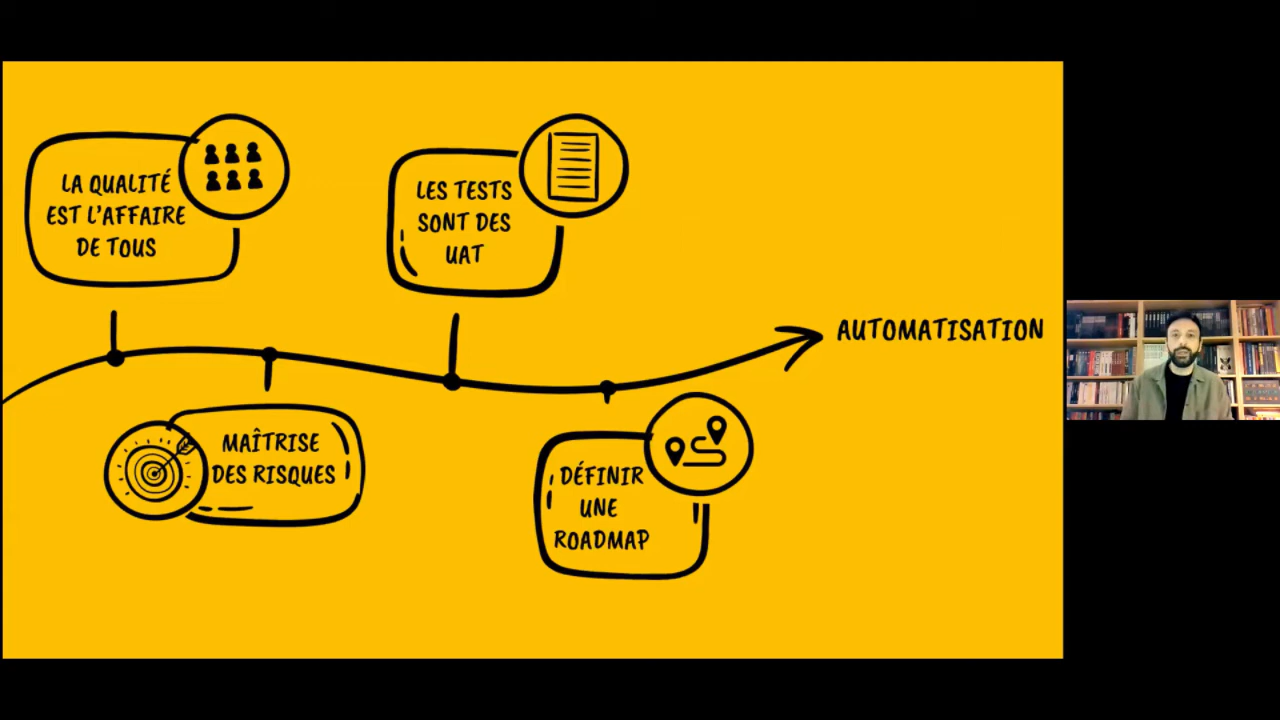 LA QUALITÉ
EST L'AFFAIRE
DE TOUS
LES TESTS
SONT DES
UAT
AUTOMATISATION
MAÎTRISE
DES RISQUES
DÉFINIR
UNE
ROADMAP